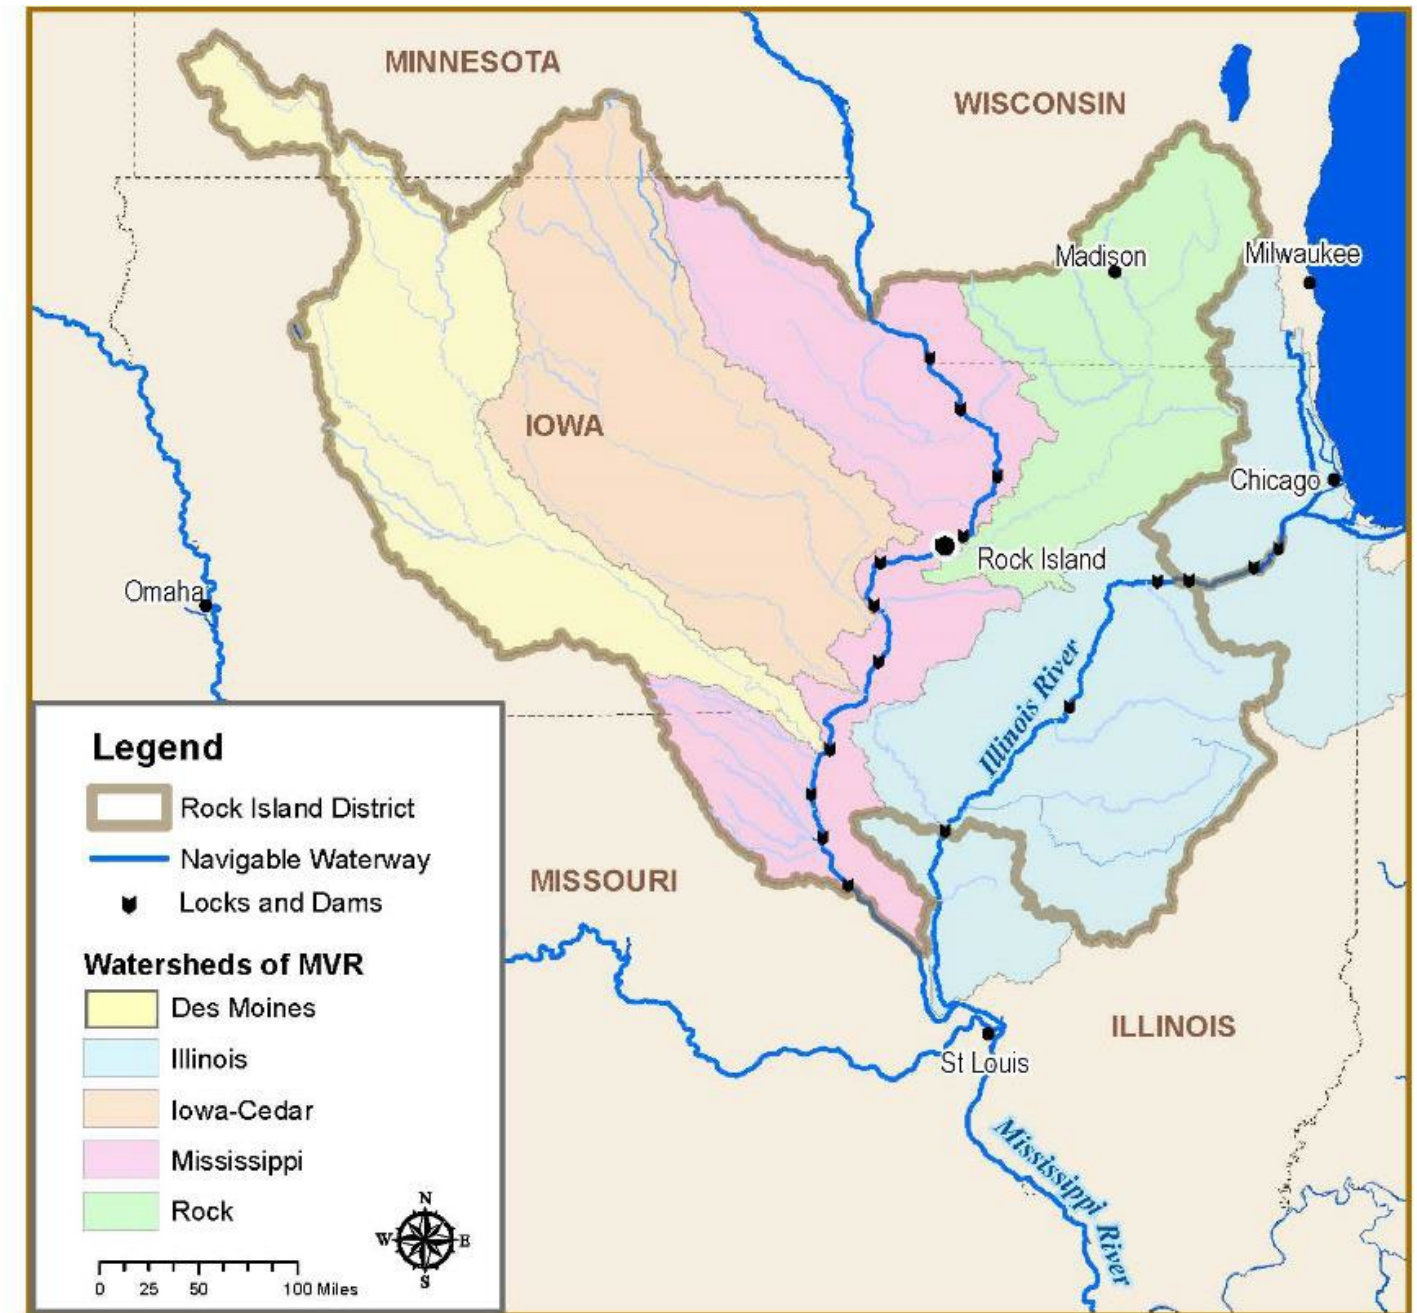 MINNESOTA
WISCONSIN
Madison
Milwaukee
IOWA
Chicago
Rock Island
Omaha
Illinois River
MISSOURI
ILLINOIS
St Louis
Mississippi River
Legend
Rock Island District
Navigable Waterway
Locks and Dams
Watersheds of MVR
Des Moines
Illinois
Iowa-Cedar
Mississippi
Rock
N
W E
S
0 25 50 100 Miles